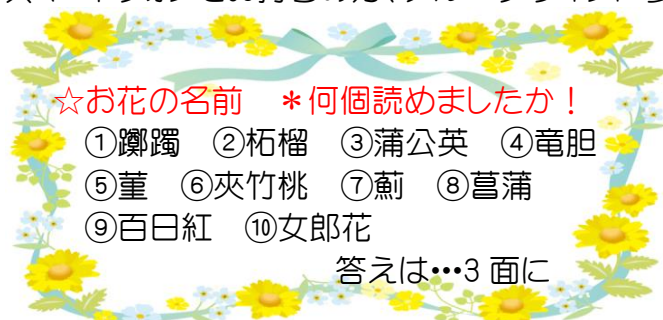 ☆お花の名前　＊何個読めましたか！
①躑躅　②柘榴　③蒲公英　④竜胆
⑤菫　⑥夾竹桃　⑦薊　⑧菖蒲
⑨百日紅　⑩女郎花
答えは…3 面に